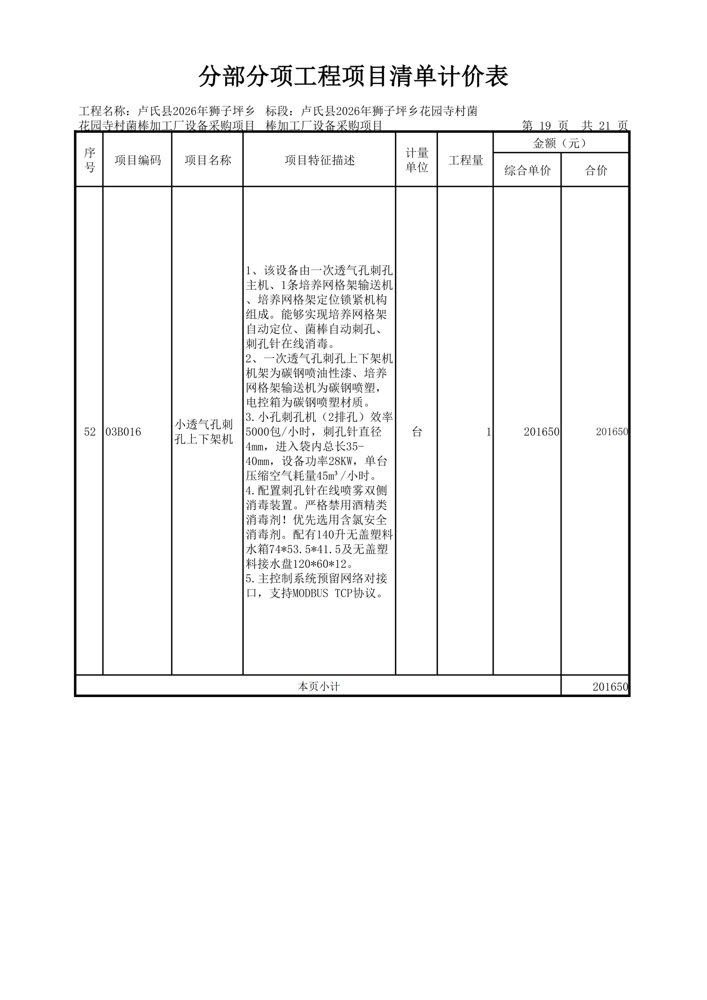 分部分项工程项目清单计价表
工程名称：卢氏县2026年狮子坪乡
花园寺村菌棒加工厂设备采购项目
标段：卢氏县2026年狮子坪乡花园寺村菌
棒加工厂设备采购项目
第 19 页 共 21 页
序
号
项目编码
项目名称
项目特征描述
计量
单位
工程量
金额（元）
综合单价
合价
52
03B016
小透气孔刺
孔上下架机
1、该设备由一次透气孔刺孔
主机、1条培养网格架输送机
、培养网格架定位锁紧机构
组成。能够实现培养网格架
自动定位、菌棒自动刺孔、
刺孔针在线消毒。
2、一次透气孔刺孔上下架机
机架为碳钢喷油性漆、培养
网格架输送机为碳钢喷塑，
电控箱为碳钢喷塑材质。
3.小孔刺孔机（2排孔）效率
5000包/小时，刺孔针直径
4mm，进入袋内总长35-
40mm，设备功率28KW，单台
压缩空气耗量45m³/小时。
4.配置刺孔针在线喷雾双侧
消毒装置。严格禁用酒精类
消毒剂！优先选用含氯安全
消毒剂。配有140升无盖塑料
水箱74*53.5*41.5及无盖塑
料接水盘120*60*12。
5.主控制系统预留网络对接
口，支持MODBUS TCP协议。
台
1
201650
201650
本页小计
201650